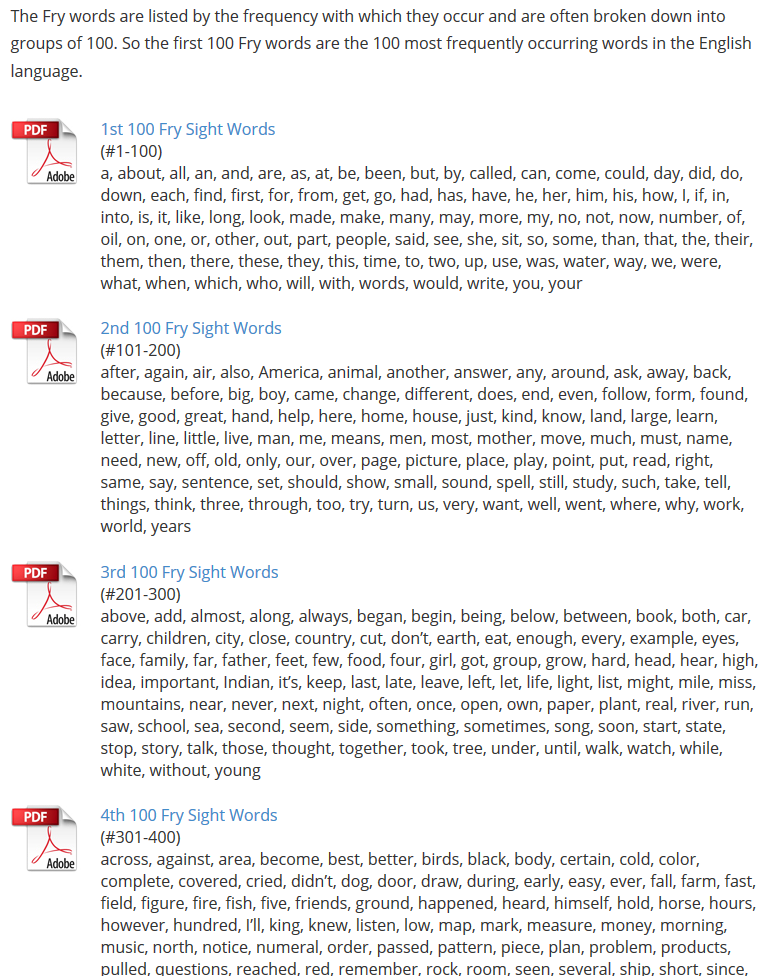 The Fry words are listed by the frequency with which they occur and are often broken down into
groups of 100. So the first 100 Fry words are the 100 most frequently occurring words in the English
language.
PDF
Adobe
1st 100 Fry Sight Words
(#1-100)
a, about, all, an, and, are, as, at, be, been, but, by, called, can, come, could, day, did, do,
down, each, find, first, for, from, get, go, had, has, have, he, her, him, his, how, I, if, in,
into, is, it, like, long, look, made, make, many, may, more, my, no, not, now, number, of,
oil, on, one, or, other, out, part, people, said, see, she, sit, so, some, than, that, the, their,
them, then, there, these, they, this, time, to, two, up, use, was, water, way, we, were,
what, when, which, who, will, with, words, would, write, you, your
PDF
Adobe
2nd 100 Fry Sight Words
(#101-200)
after, again, air, also, America, animal, another, answer, any, around, ask, away, back,
because, before, big, boy, came, change, different, does, end, even, follow, form, found,
give, good, great, hand, help, here, home, house, just, kind, know, land, large, learn,
letter, line, little, live, man, me, means, men, most, mother, move, much, must, name,
need, new, off, old, only, our, over, page, picture, place, play, point, put, read, right,
same, say, sentence, set, should, show, small, sound, spell, still, study, such, take, tell,
things, think, three, through, too, try, turn, us, very, want, well, went, where, why, work,
world, years
PDF
Adobe
3rd 100 Fry Sight Words
(#201-300)
above, add, almost, along, always, began, begin, being, below, between, book, both, car,
carry, children, city, close, country, cut, don’t, earth, eat, enough, every, example, eyes,
face, family, far, father, feet, few, food, four, girl, got, group, grow, hard, head, hear, high,
idea, important, Indian, it’s, keep, last, late, leave, left, let, life, light, list, might, mile, miss,
mountains, near, never, next, night, often, once, open, own, paper, plant, real, river, run,
saw, school, sea, second, seem, side, something, sometimes, song, soon, start, state,
stop, story, talk, those, thought, together, took, tree, under, until, walk, watch, while,
white, without, young
PDF
Adobe
4th 100 Fry Sight Words
(#301-400)
across, against, area, become, best, better, birds, black, body, certain, cold, color,
complete, covered, cried, didn’t, dog, door, draw, during, early, easy, ever, fall, farm, fast,
field, figure, fire, fish, five, friends, ground, happened, heard, himself, hold, horse, hours,
however, hundred, I’ll, king, knew, listen, low, map, mark, measure, money, morning,
music, north, notice, numeral, order, passed, pattern, piece, plan, problem, products,
pulled, questions, reached, red, remember, rock, room, seen, several, ship, short, since,